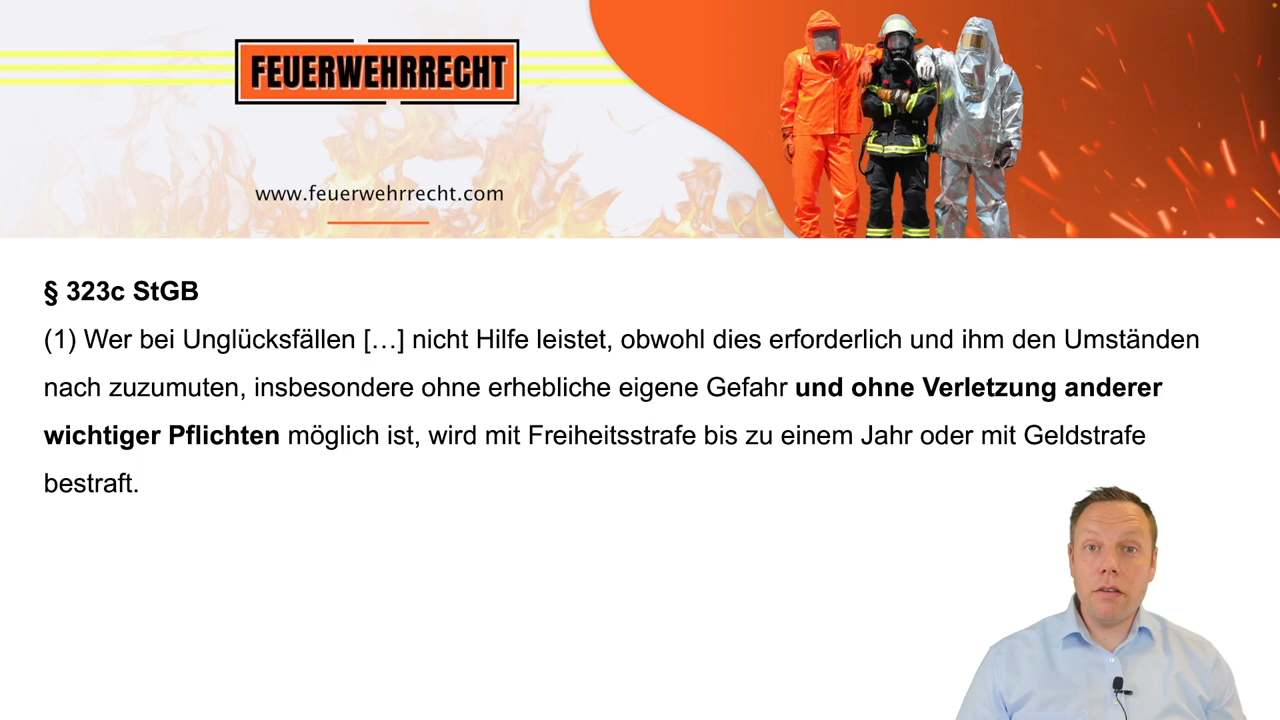 FEUERWEHRRECHT
www.feuerwehrrecht.com
§ 323c StGB
(1) Wer bei Unglücksfällen […] nicht Hilfe leistet, obwohl dies erforderlich und ihm den Umständen
nach zuzumuten, insbesondere ohne erhebliche eigene Gefahr und ohne Verletzung anderer
wichtiger Pflichten möglich ist, wird mit Freiheitsstrafe bis zu einem Jahr oder mit Geldstrafe
bestraft.